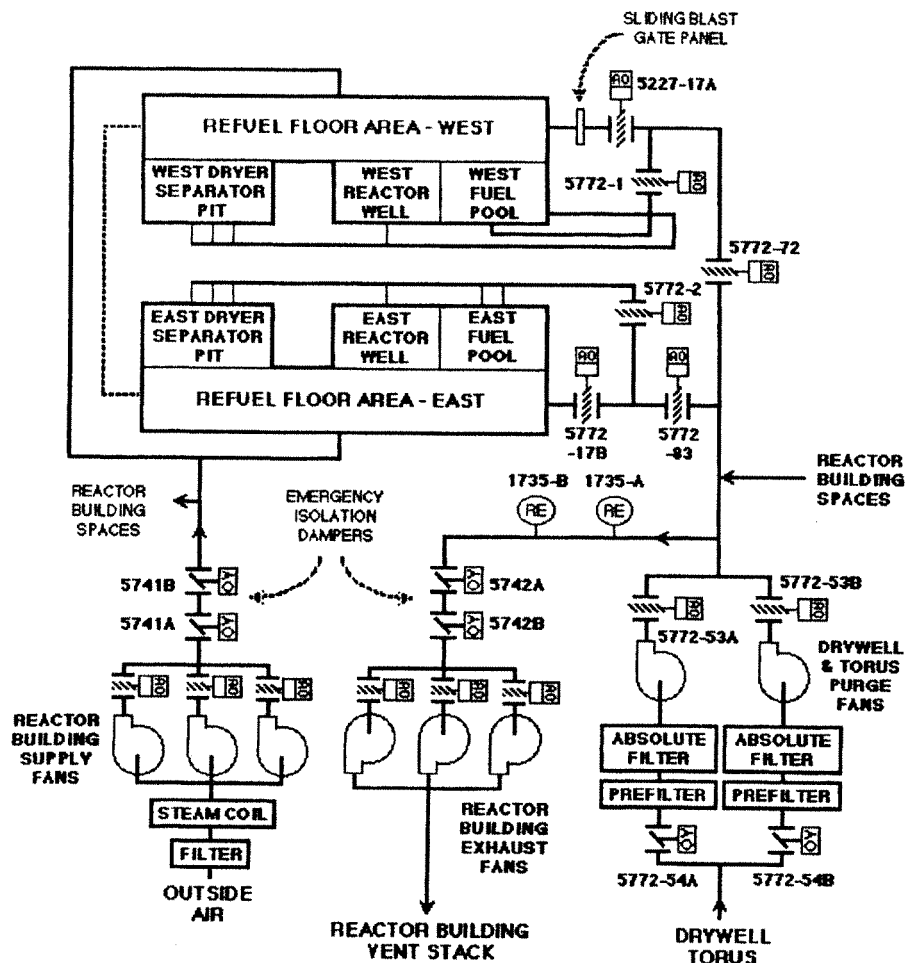 SLIDING BLAST
GATE PANEL
AO
5227-17A
REFUEL FLOOR AREA - WEST
WEST DRYER
SEPARATOR
PIT
WEST
REACTOR
WELL
WEST
FUEL
POOL
5772-1
AO
5772-72
AO
5772-2
AO
EAST DRYER
SEPARATOR
PIT
EAST
REACTOR
WELL
EAST
FUEL
POOL
AO
AO
REFUEL FLOOR AREA - EAST
5772
-17B
5772
-83
REACTOR
BUILDING
SPACES
REACTOR
BUILDING
SPACES
EMERGENCY
ISOLATION
DAMPERS
1735-B
1735-A
RE
RE
5741B
AO
5742A
AO
5741A
AO
5742B
AO
5772-53B
AO
AO
5772-53A
DRYWELL
& TORUS
PURGE
FANS
AO
AO
AO
AO
AO
AO
REACTOR
BUILDING
SUPPLY
FANS
ABSOLUTE
FILTER
ABSOLUTE
FILTER
PREFILTER
PREFILTER
STEAM COIL
FILTER
OUTSIDE
AIR
REACTOR
BUILDING
EXHAUST
FANS
AO
AO
5772-54A
5772-54B
REACTOR BUILDING
VENT STACK
DRYWELL
TORUS